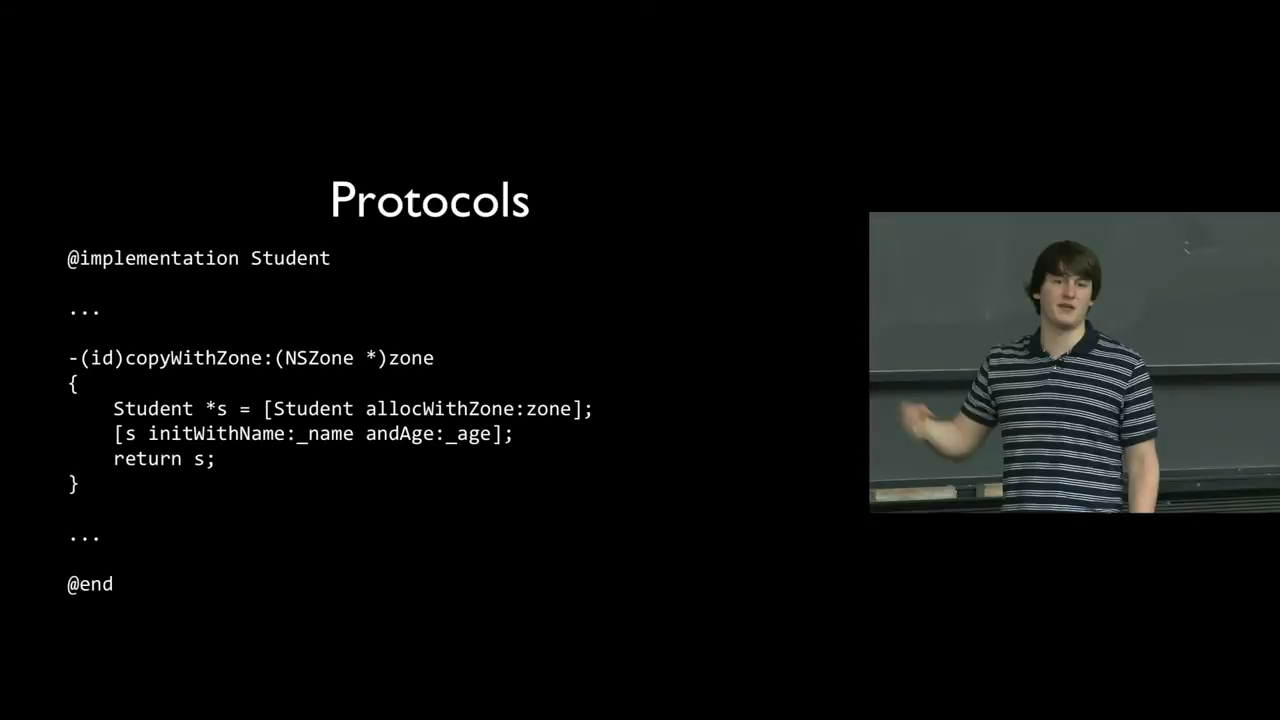 Protocols
@implementation Student
...
-(id)copyWithZone:(NSZone *)zone
{
    Student *s = [Student allocWithZone:zone];
    [s initWithName:_name andAge:_age];
    return s;
}
...
@end